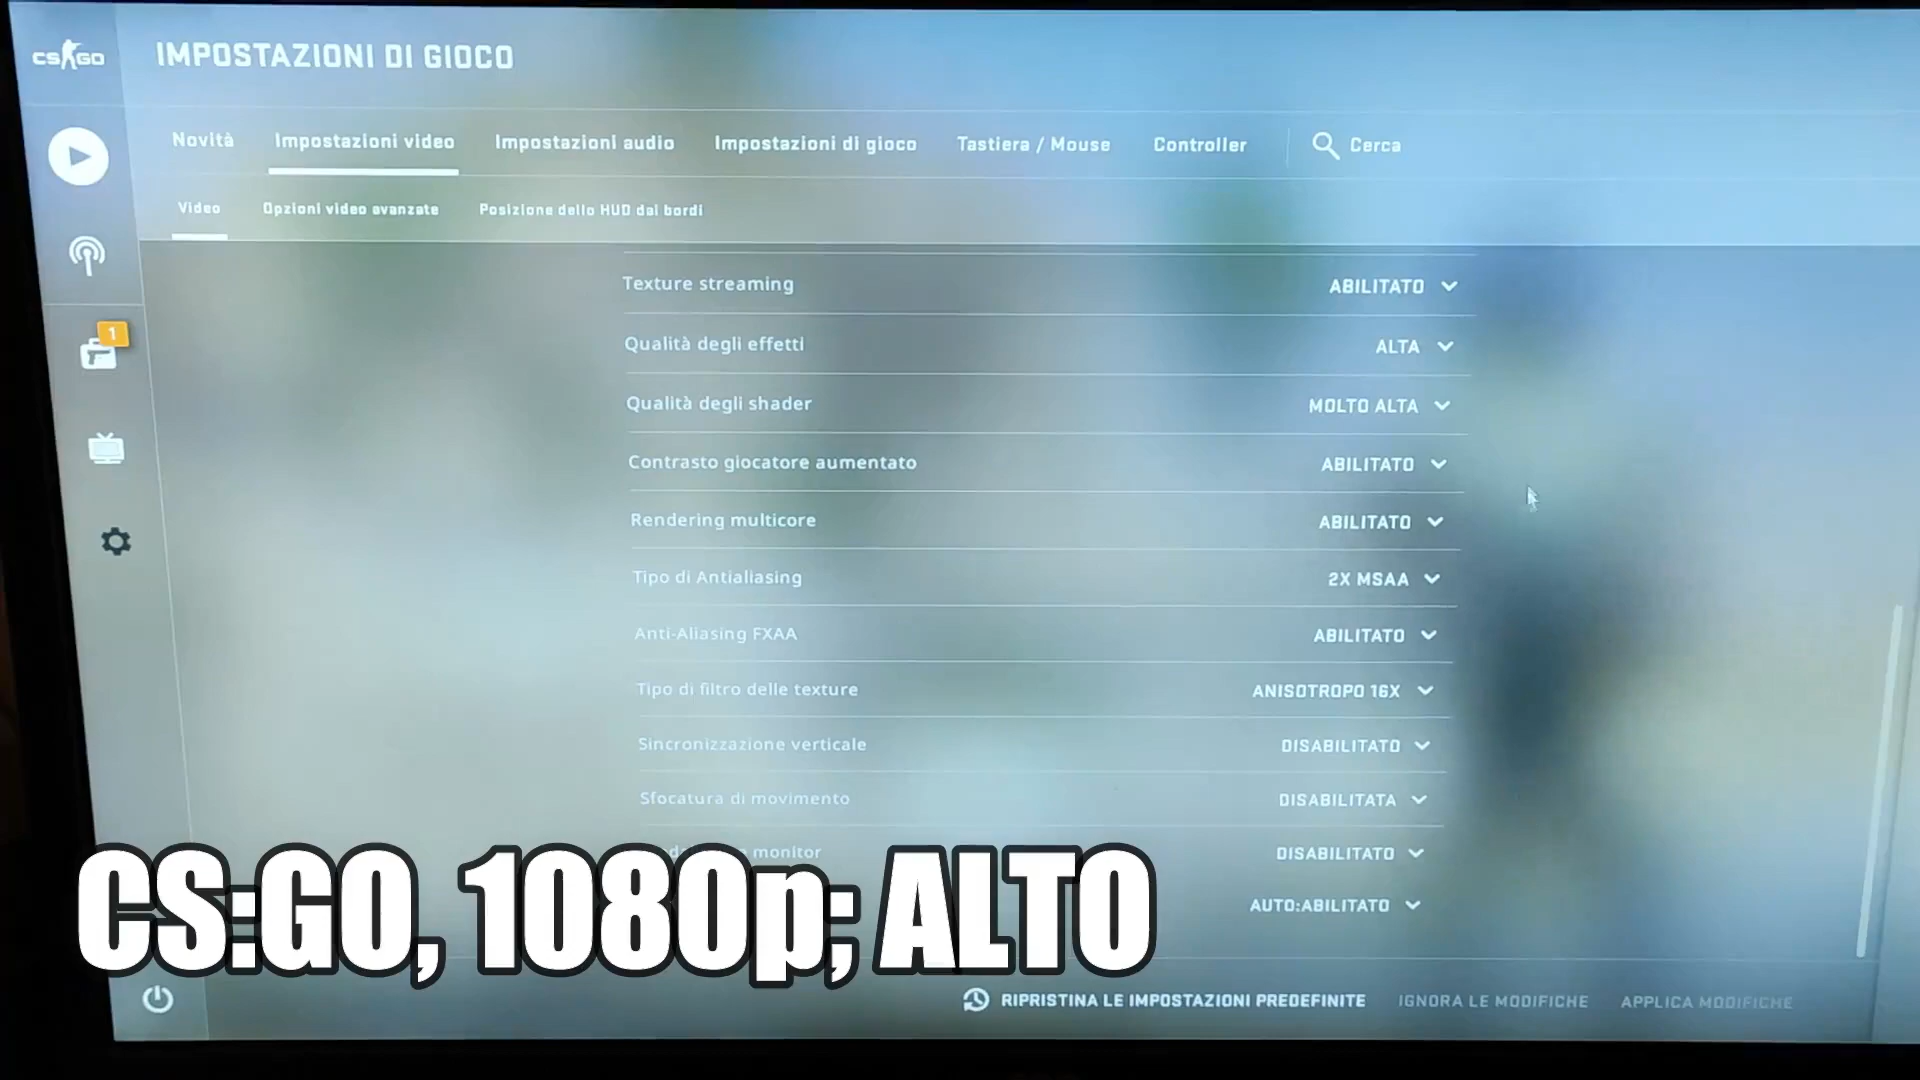 CS GO
IMPOSTAZIONI DI GIOCO
Novità
Impostazioni video
Impostazioni audio
Impostazioni di gioco
Tastiera / Mouse
Controller
Cerca
Video
Opzioni video avanzate
Posizione dello HUD dai bordi
Texture streaming ABILITATO
Qualità degli effetti ALTA
1
Qualità degli shader MOLTO ALTA
Contrasto giocatore aumentato ABILITATO
Rendering multicore ABILITATO
Tipo di Antialiasing 2X MSAA
Anti-Aliasing FXAA ABILITATO
Tipo di filtro delle texture ANISOTROPO 16X
Sincronizzazione verticale DISABILITATO
Sfocatura di movimento DISABILITATA
monitor DISABILITATO
AUTO:ABILITATO
CS:GO, 1080p; ALTO
RIPRISTINA LE IMPOSTAZIONI PREDEFINITE
IGNORA LE MODIFICHE
APPLICA MODIFICHE